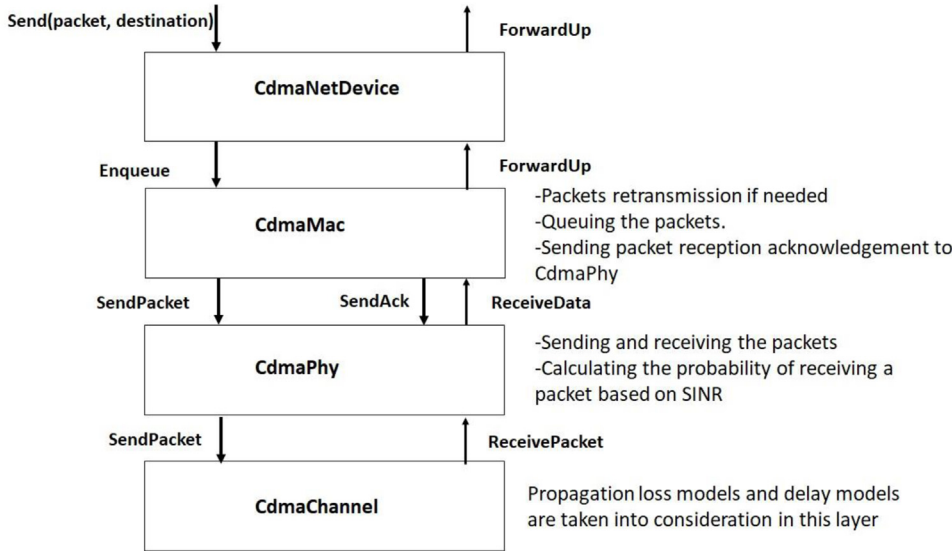 Send(packet, destination)
ForwardUp
CdmaNetDevice
Enqueue
ForwardUp
CdmaMac
-Packets retransmission if needed
-Queuing the packets.
-Sending packet reception acknowledgement to
CdmaPhy
SendPacket
SendAck
ReceiveData
CdmaPhy
-Sending and receiving the packets
-Calculating the probability of receiving a
packet based on SINR
SendPacket
ReceivePacket
CdmaChannel
Propagation loss models and delay models
are taken into consideration in this layer